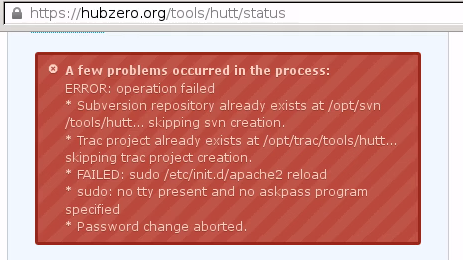 https://hubzero.org/tools/hutt/status
A few problems occurred in the process:
ERROR: operation failed
* Subversion repository already exists at /opt/svn
/tools/hutt... skipping svn creation.
* Trac project already exists at /opt/trac/tools/hutt...
skipping trac project creation.
* FAILED: sudo /etc/init.d/apache2 reload
* sudo: no tty present and no askpass program
specified
* Password change aborted.